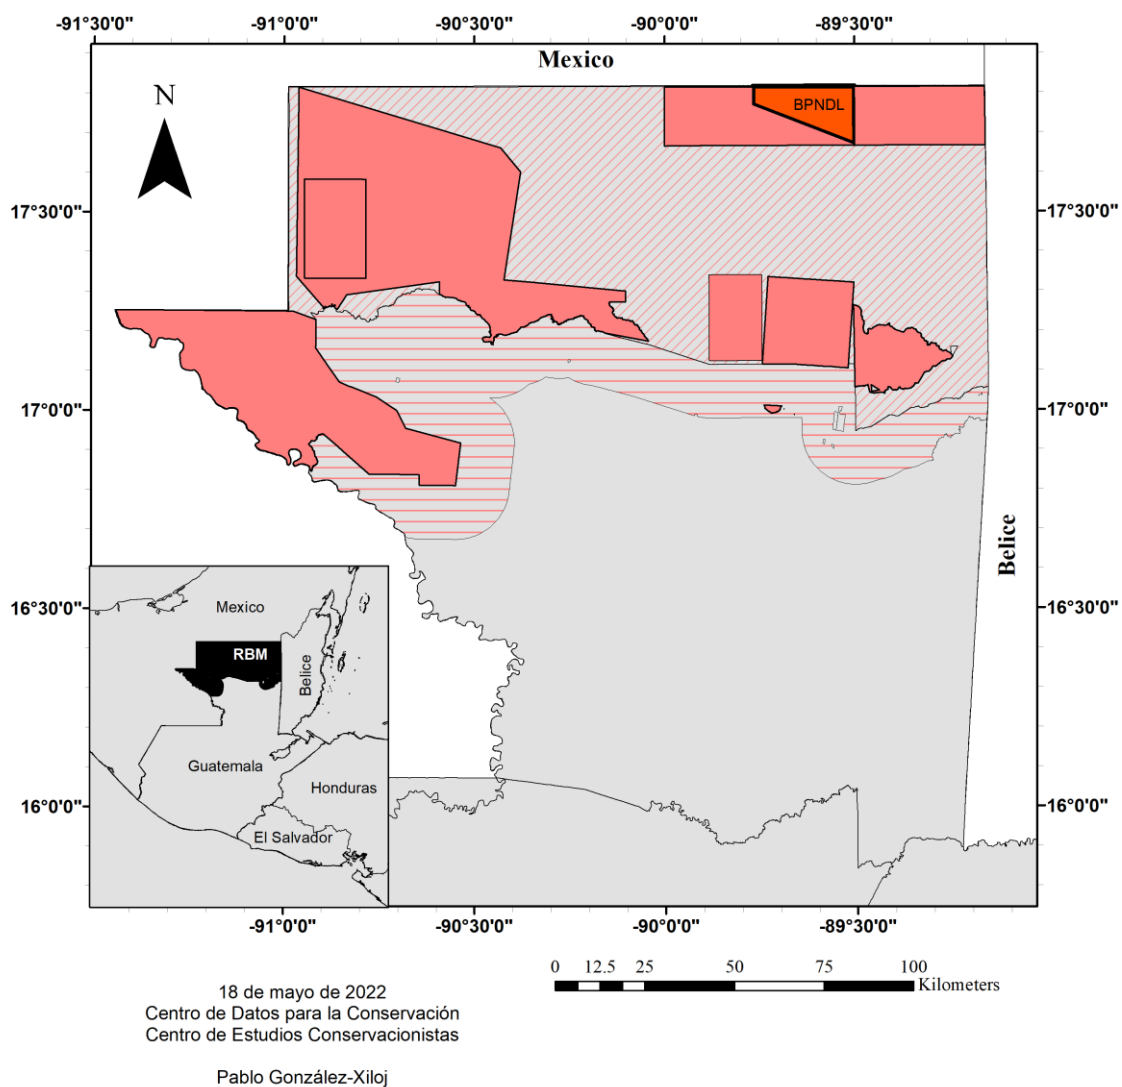 -91°30'0" -91°0'0" -90°30'0" -90°0'0" -89°30'0"
Mexico
N
BPNDL
17°30'0" 17°30'0"
17°0'0" 17°0'0"
Belice
16°30'0" 16°30'0"
Mexico
RBM
Belice
Guatemala
Honduras
El Salvador
16°0'0" 16°0'0"
-91°0'0" -90°30'0" -90°0'0" -89°30'0"
0 12.5 25 50 75 100
Kilometers
18 de mayo de 2022
Centro de Datos para la Conservación
Centro de Estudios Conservacionistas
Pablo González-Xiloj